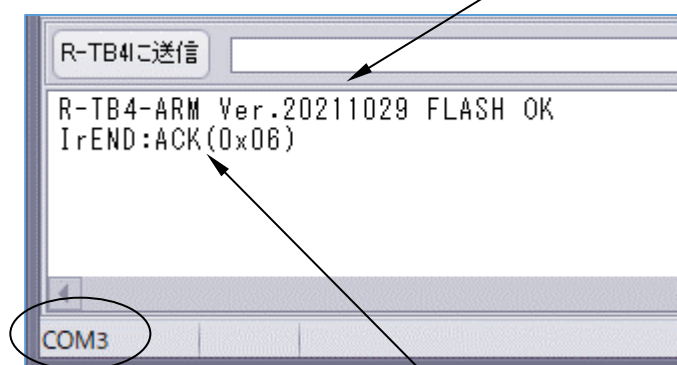 R-TB4に送信
R-TB4-ARM Ver.20211029 FLASH OK
IrEND:ACK(0x06)
COM3